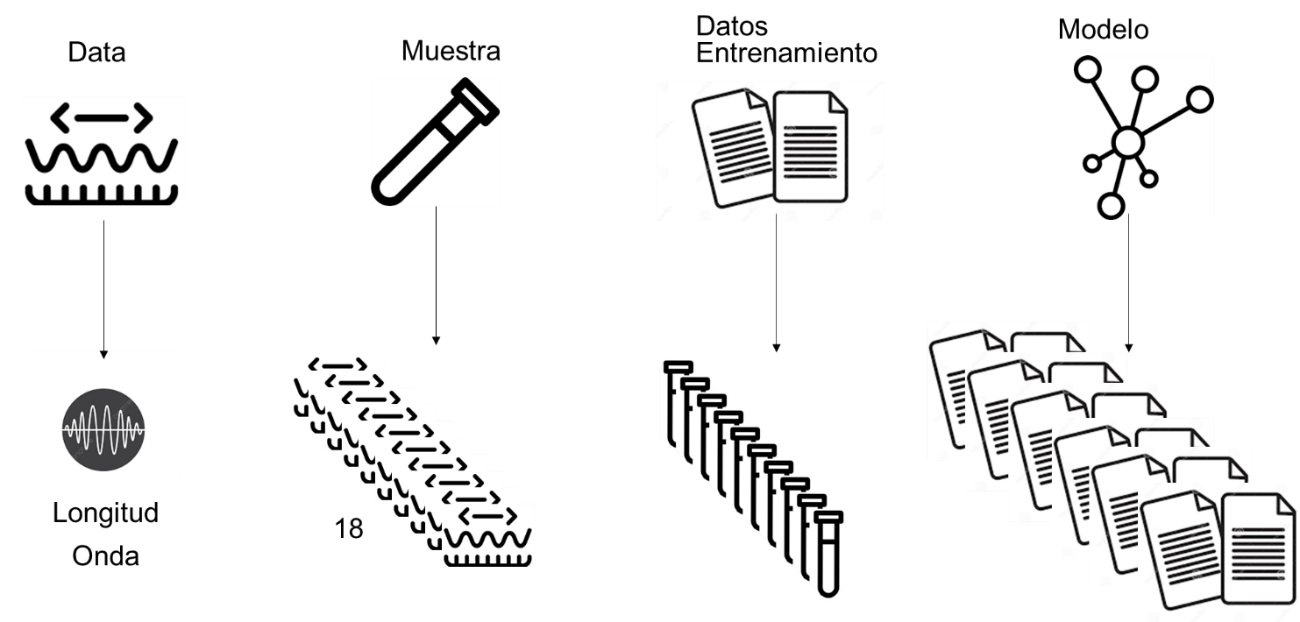 Data
Muestra
Datos
Entrenamiento
Modelo
Longitud
Onda
18